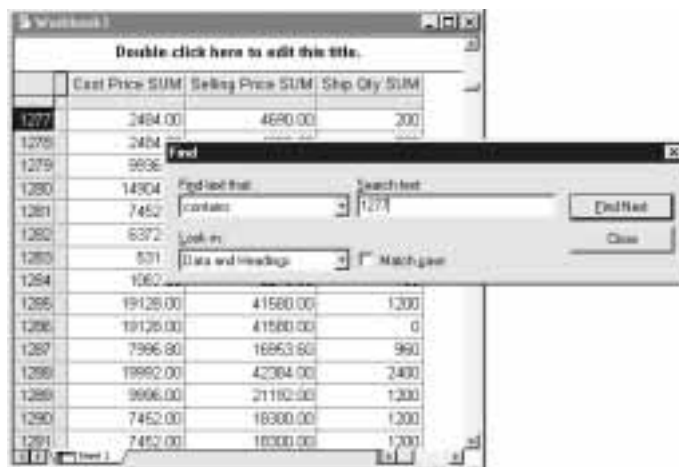 Workbook1
Double click here to edit this title.
Cost Price SUM Selling Price SUM Ship Qty SUM
1277 2484.00 4690.00 200
1278 2484
1279 9936
1280 14904
1281 7452
1282 6372
1283 531
1284 1062
1285 19128.00 41580.00 1200
1286 19128.00 41580.00 0
1287 7996.80 16953.60 960
1288 19992.00 42384.00 2400
1289 9996.00 21192.00 1200
1290 7452.00 18300.00 1200
1291 7452.00 18300.00 1200
Sheet 1
Find
Find text that: Search text:
contains 1277 Find Next
Look in: Close
Data and Headings Match case